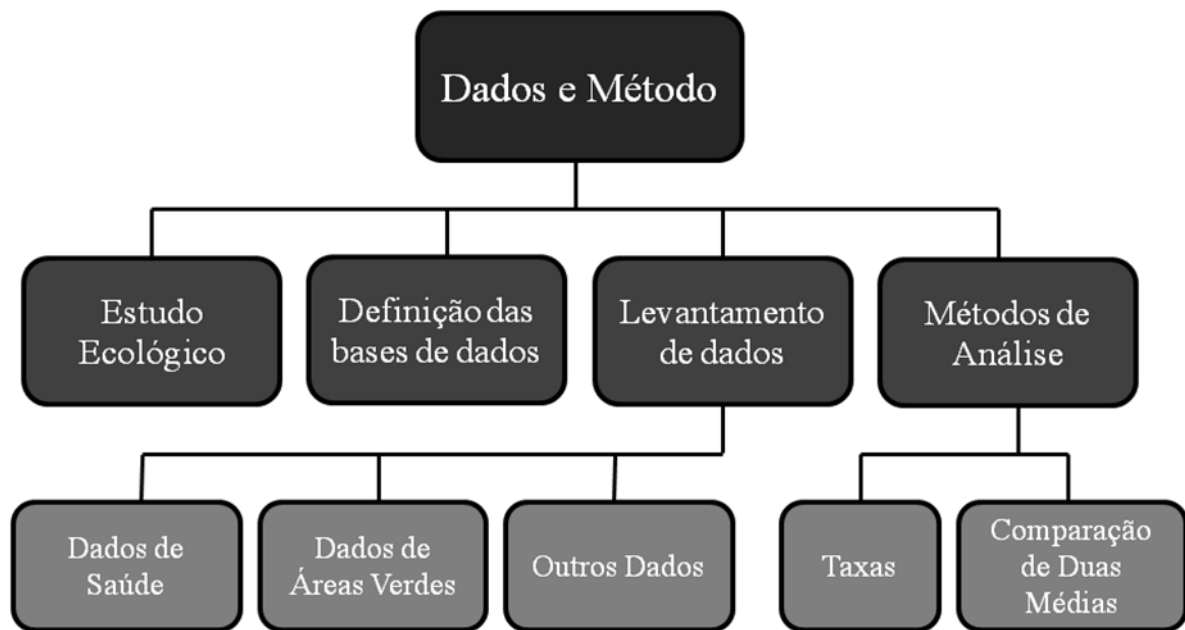 Dados e Método
Estudo
Ecológico
Definição das
bases de dados
Levantamento
de dados
Métodos de
Análise
Dados de
Saúde
Dados de
Áreas Verdes
Outros Dados
Taxas
Comparação
de Duas
Médias